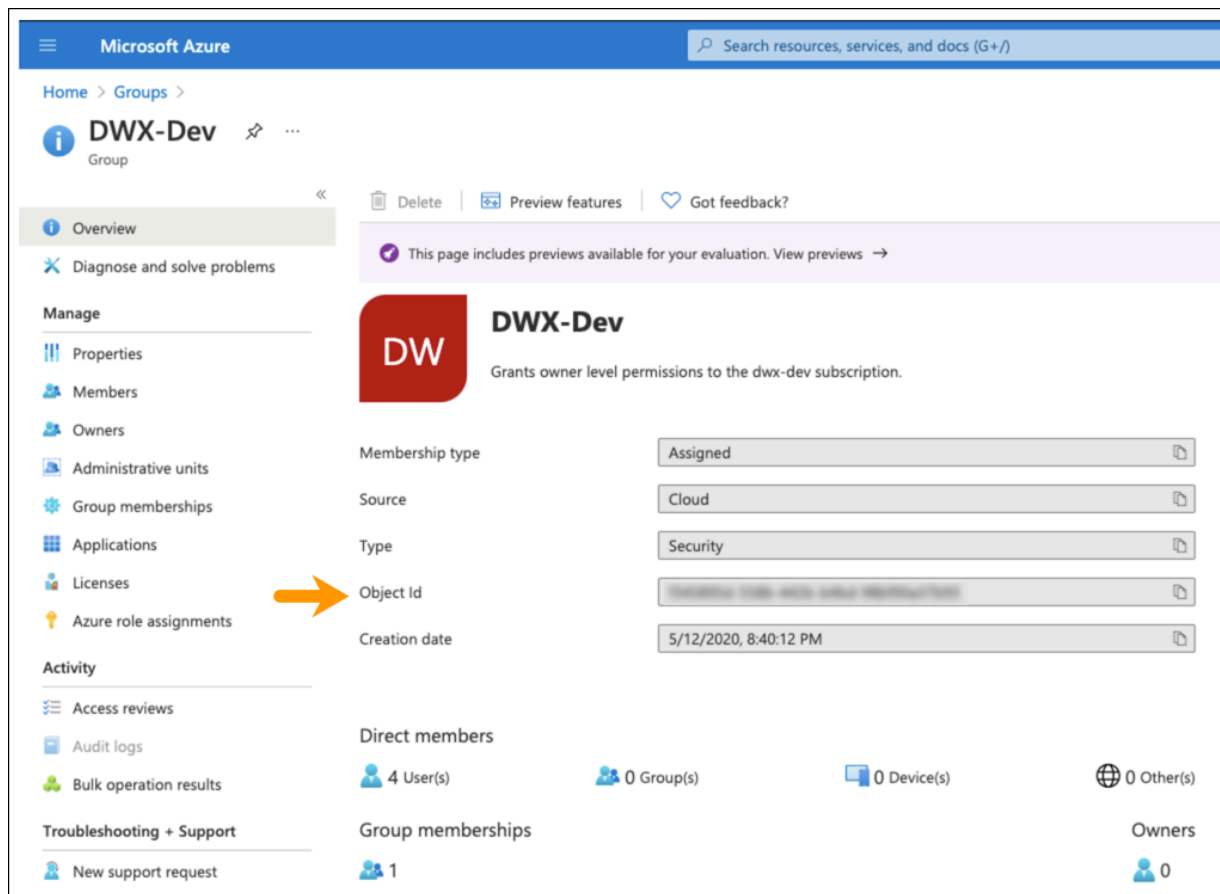 Microsoft Azure
Search resources, services, and docs (G+/)
Home > Groups >
DWX-Dev
...
Group
«
Delete
Preview features
Got feedback?
Overview
Diagnose and solve problems
Manage
Properties
Members
Owners
Administrative units
Group memberships
Applications
Licenses
Azure role assignments
Activity
Access reviews
Audit logs
Bulk operation results
Troubleshooting + Support
New support request
This page includes previews available for your evaluation. View previews →
DW
DWX-Dev
Grants owner level permissions to the dwx-dev subscription.
Membership type Assigned
Source Cloud
Type Security
Object Id
Creation date 5/12/2020, 8:40:12 PM
Direct members
4 User(s) 0 Group(s) 0 Device(s) 0 Other(s)
Group memberships Owners
1 0